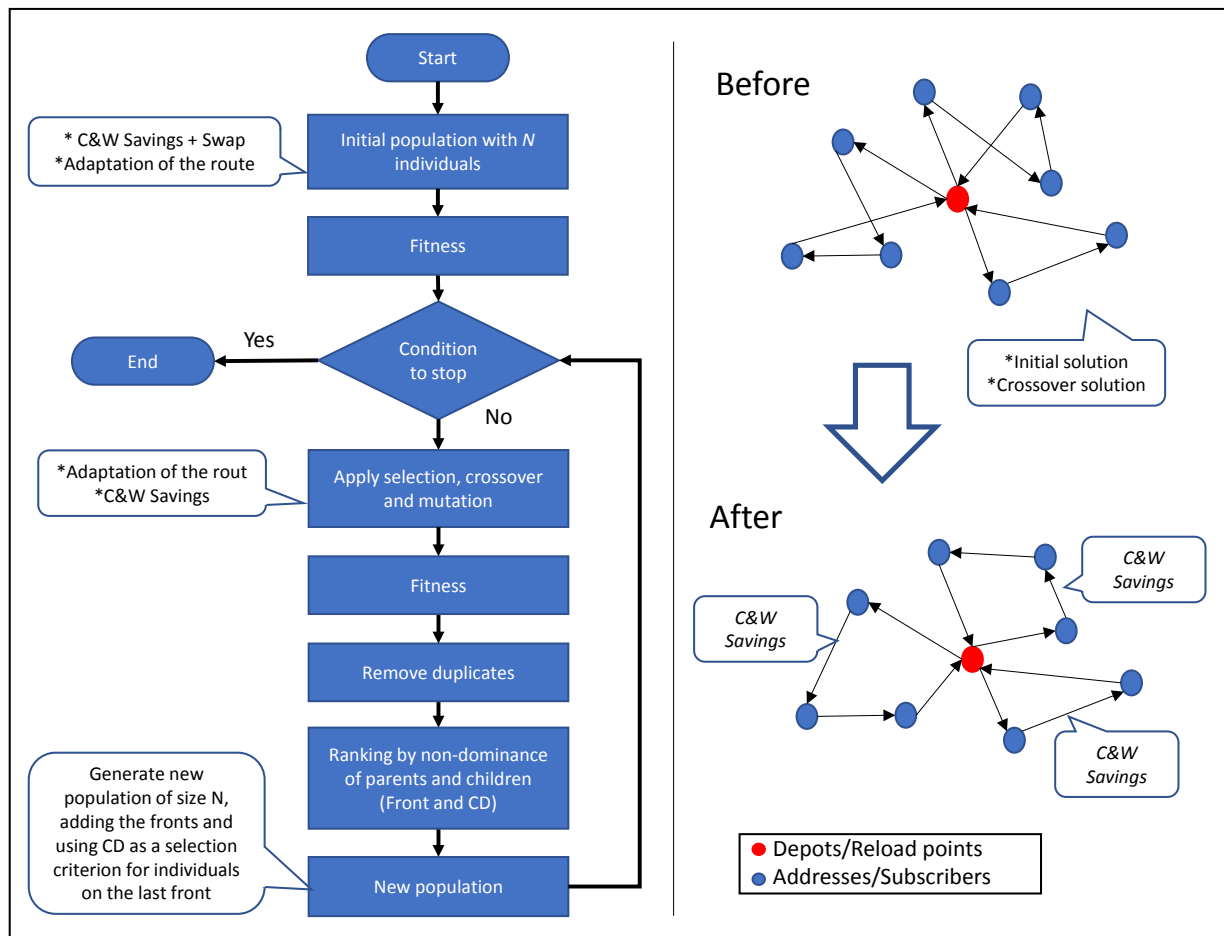 Start
* C&W Savings + Swap
*Adaptation of the route
Initial population with N
individuals
Fitness
Condition
to stop
Yes
End
No
*Adaptation of the rout
*C&W Savings
Apply selection, crossover
and mutation
Fitness
Remove duplicates
Ranking by non-dominance
of parents and children
(Front and CD)
Generate new
population of size N,
adding the fronts and
using CD as a selection
criterion for individuals
on the last front
New population
Before
*Initial solution
*Crossover solution
After
C&W
Savings
C&W
Savings
C&W
Savings
Depots/Reload points
Addresses/Subscribers